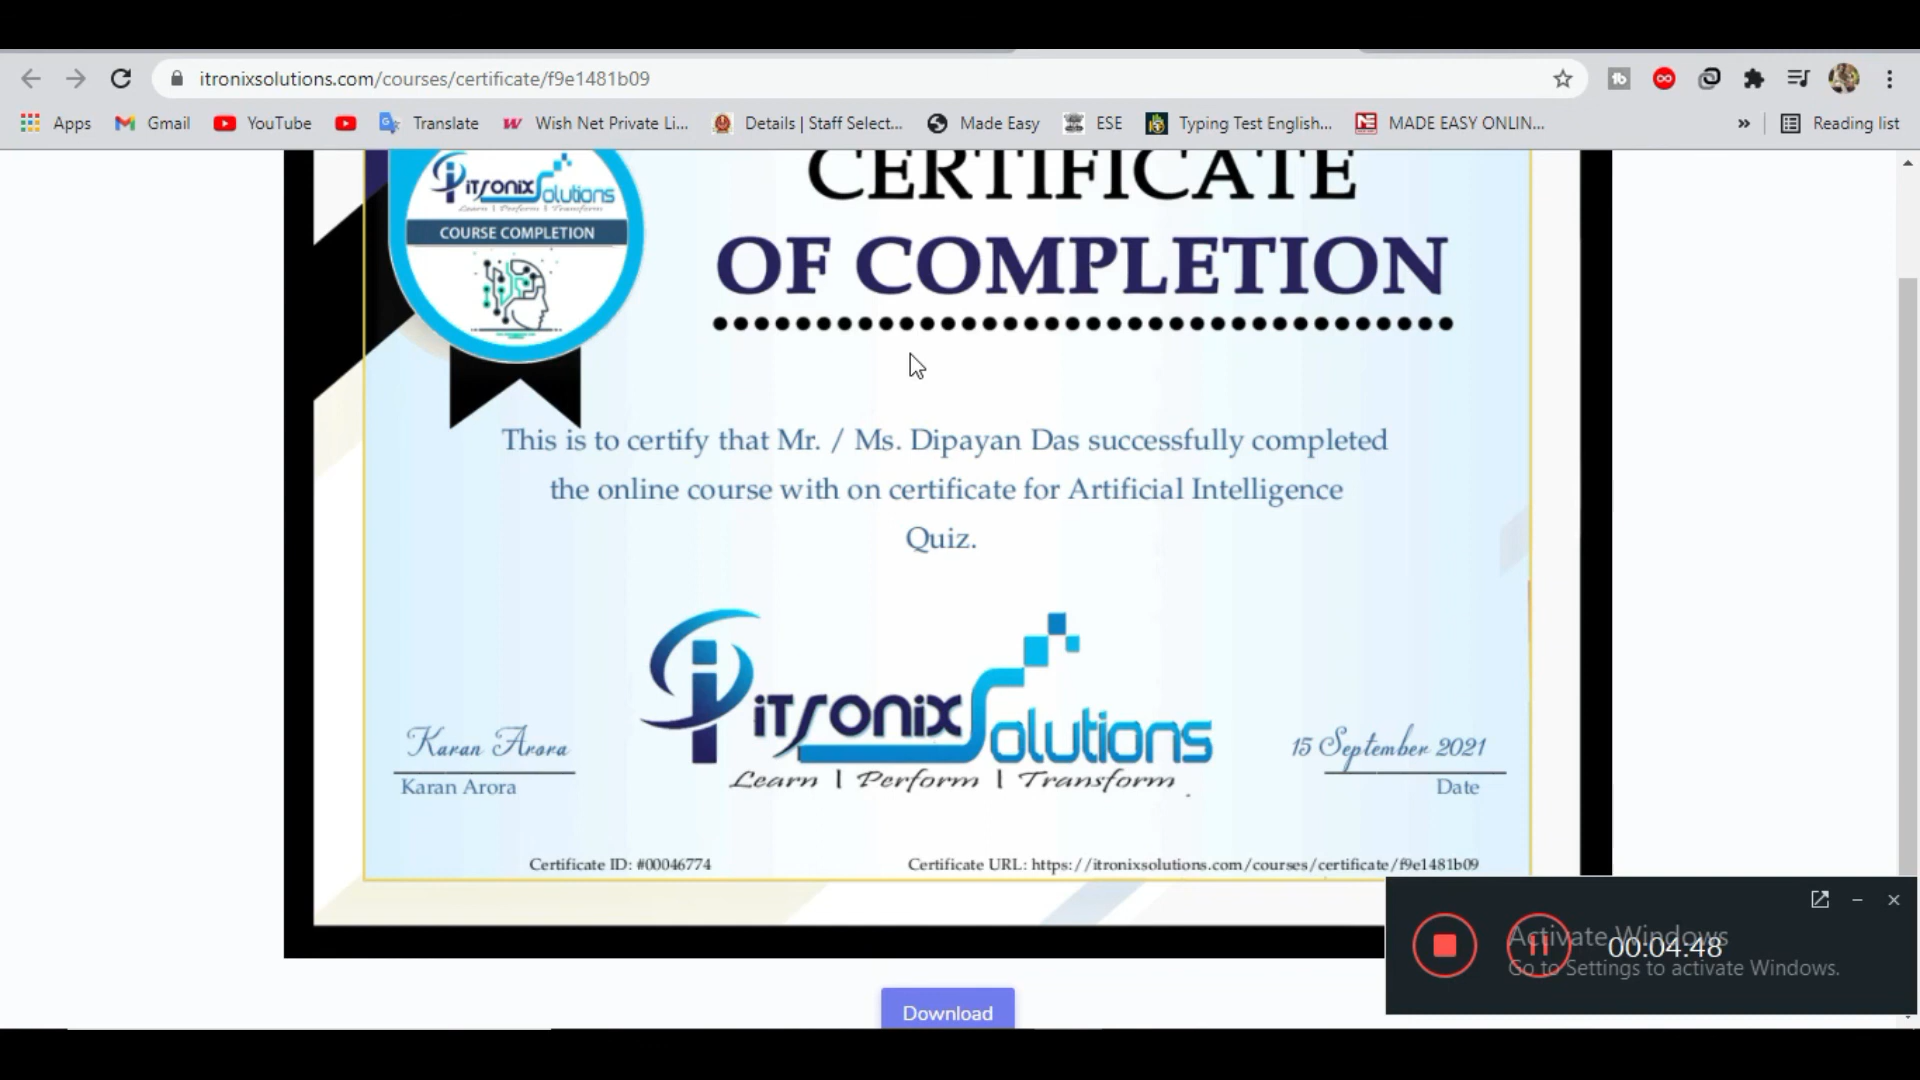 itronixsolutions.com/courses/certificate/f9e1481b09
Apps Gmail YouTube Translate Wish Net Private Li... Details | Staff Select... Made Easy ESE Typing Test English... MADE EASY ONLIN... » Reading list
iTronix Solutions
Learn | Perform | Transform
COURSE COMPLETION
CERTIFICATE
OF COMPLETION
This is to certify that Mr. / Ms. Dipayan Das successfully completed
the online course with on certificate for Artificial Intelligence
Quiz.
iTronix Solutions
Learn | Perform | Transform
Karan Arora
Karan Arora
15 September 2021
Date
Certificate ID: #00046774
Certificate URL: https://itronixsolutions.com/courses/certificate/f9e1481b09
Activate Windows
00:04:48
Go to Settings to activate Windows.
Download